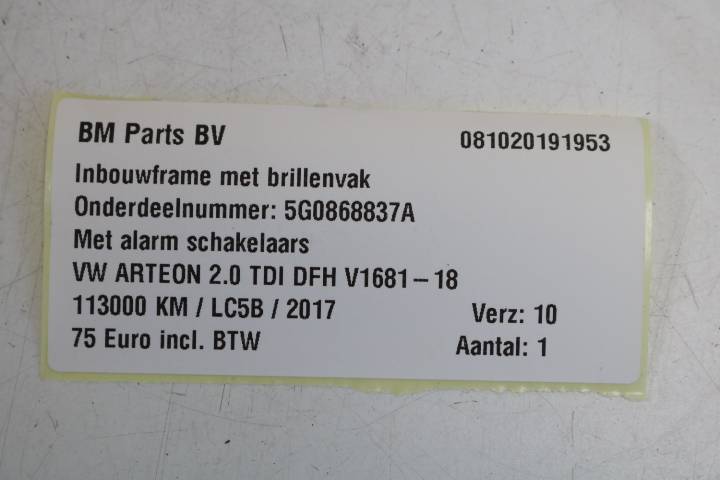 BM Parts BV 081020191953
Inbouwframe met brillenvak
Onderdeelnummer: 5G0868837A
Met alarm schakelaars
VW ARTEON 2.0 TDI DFH V1681-18
113000 KM / LC5B / 2017 Verz: 10
75 Euro incl. BTW Aantal: 1